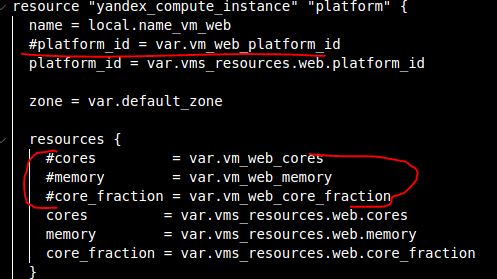 resource "yandex_compute_instance" "platform" {
name = local.name_vm_web
#platform_id = var.vm_web_platform_id
platform_id = var.vms_resources.web.platform_id
zone = var.default_zone
resources {
#cores         = var.vm_web_cores
#memory        = var.vm_web_memory
#core_fraction = var.vm_web_core_fraction
cores         = var.vms_resources.web.cores
memory        = var.vms_resources.web.memory
core_fraction = var.vms_resources.web.core_fraction
}